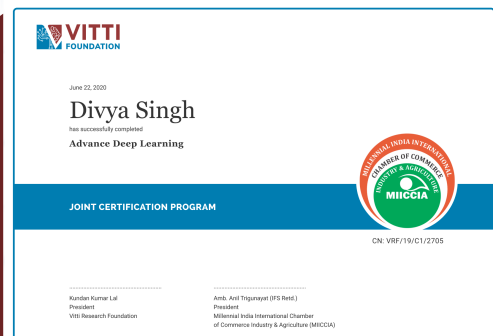 VITTI
FOUNDATION
June 22, 2020
Divya Singh
has successfully completed
Advance Deep Learning
MILLENNIAL INDIA INTERNATIONAL
CHAMBER OF COMMERCE
INDUSTRY & AGRICULTURE
MIICCIA
JOINT CERTIFICATION PROGRAM
CN: VRF/19/C1/2705
Kundan Kumar Lal
President
Vitti Research Foundation
Amb. Anil Trigunayat (IFS Retd.)
President
Millennial India International Chamber
of Commerce Industry & Agriculture (MIICCIA)